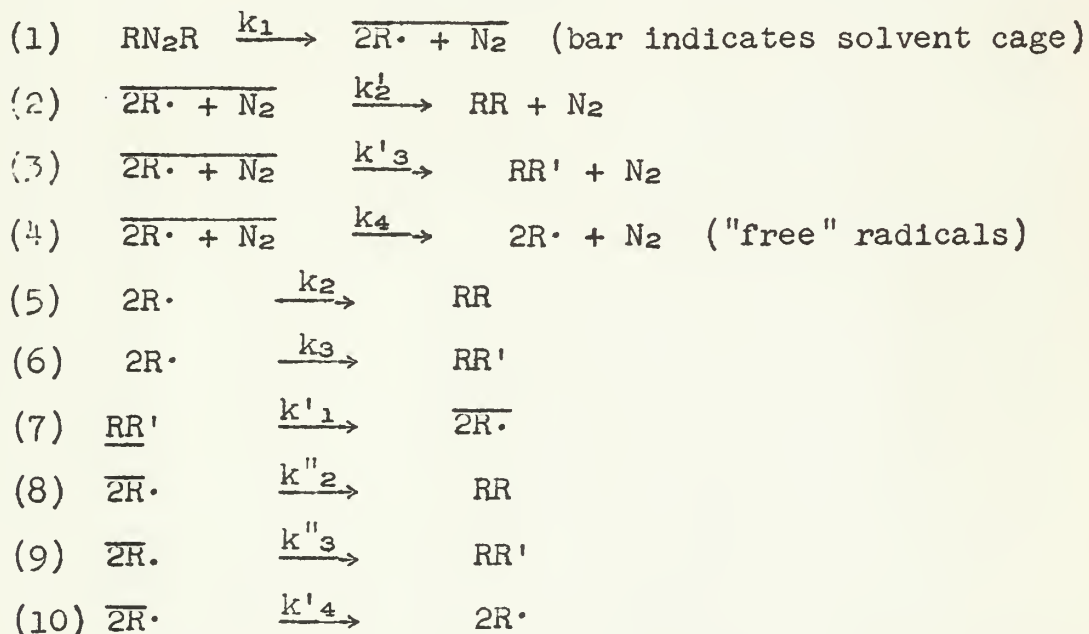 (1) RN₂R k₁→ 2R· + N₂ (bar indicates solvent cage)
(2) 2R· + N₂ k'₂→ RR + N₂
(3) 2R· + N₂ k'₃→ RR' + N₂
(4) 2R· + N₂ k₄→ 2R· + N₂ ("free" radicals)
(5) 2R· k₂→ RR
(6) 2R· k₃→ RR'
(7) RR' k'₁→ 2R·
(8) 2R· k"₂→ RR
(9) 2R. k"₃→ RR'
(10) 2R· k'₄→ 2R·